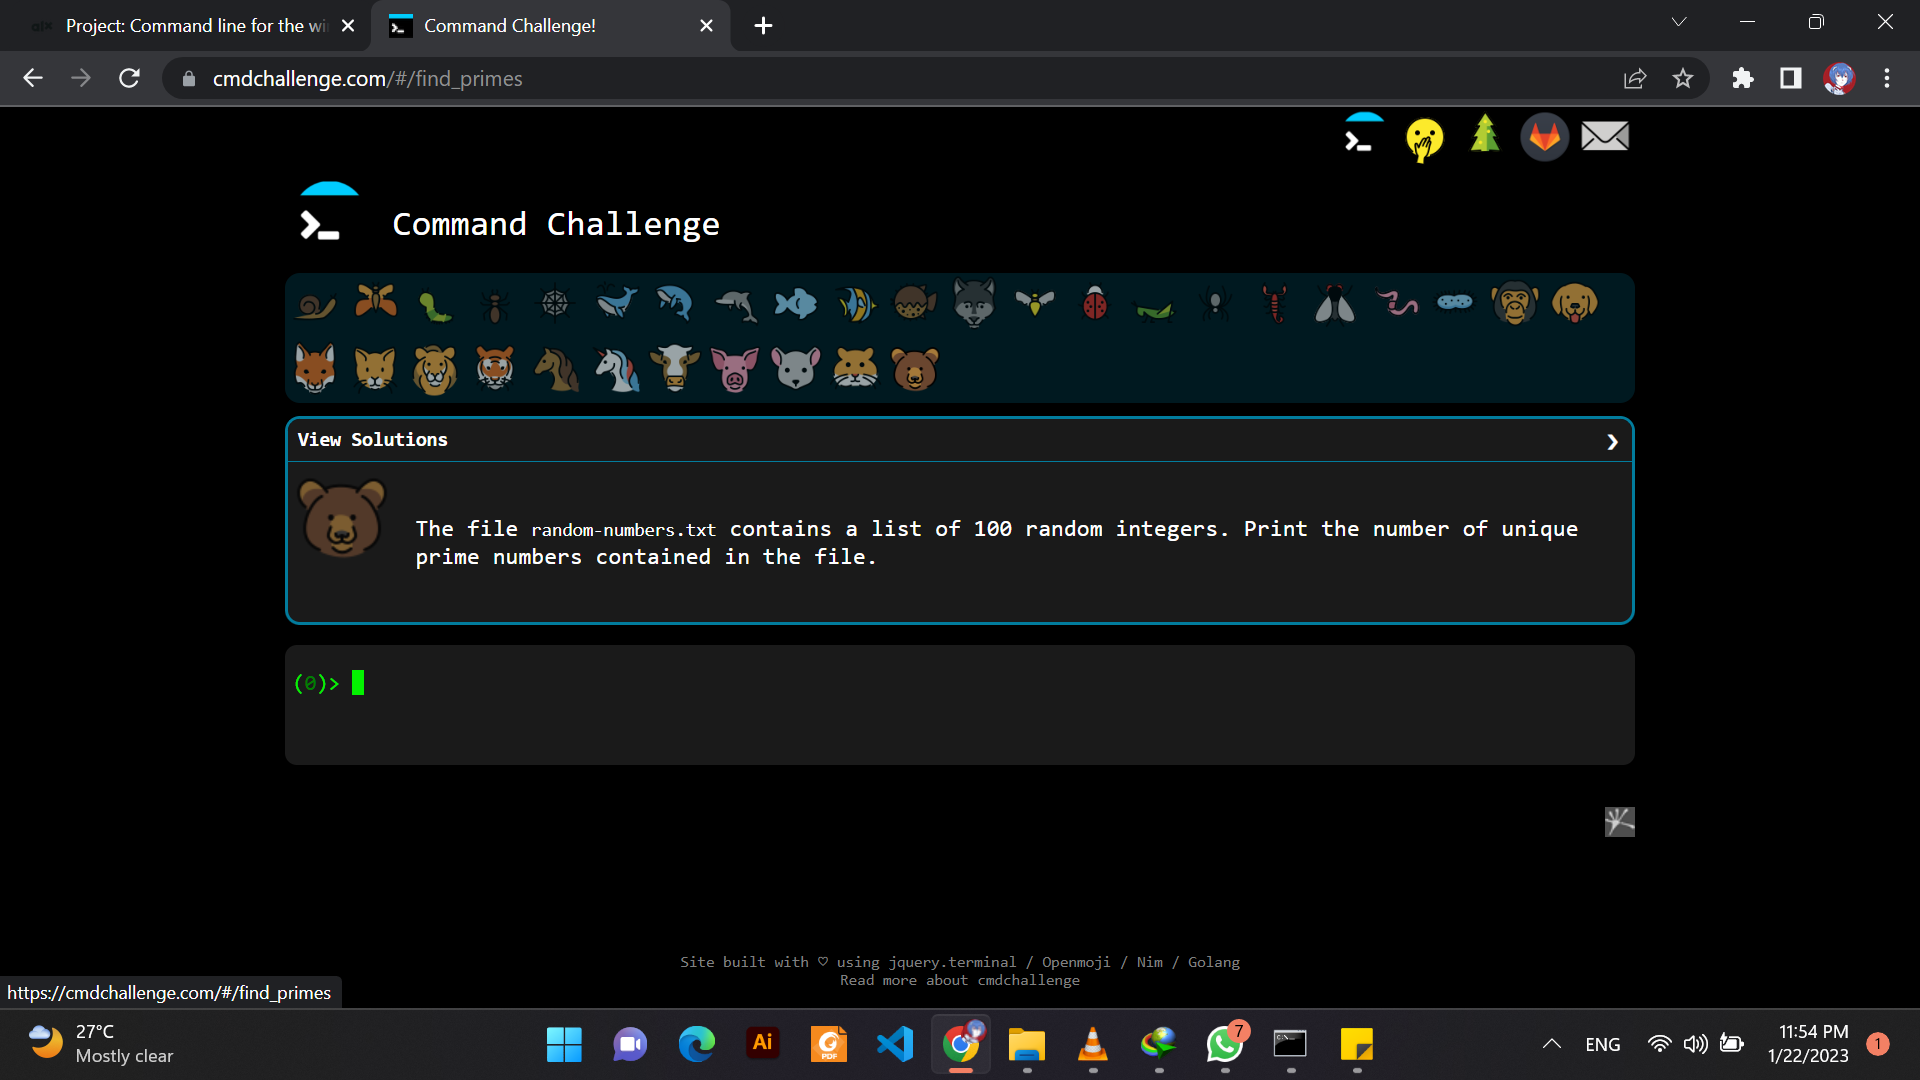 Project: Command line for the wi
Command Challenge!
cmdchallenge.com/#/find_primes
Command Challenge
View Solutions
The file random-numbers.txt contains a list of 100 random integers. Print the number of unique
prime numbers contained in the file.
(0)>
Site built with ♡ using jquery.terminal / Openmoji / Nim / Golang
Read more about cmdchallenge
https://cmdchallenge.com/#/find_primes
27°C
Mostly clear
Ai
PDF
7
ENG
11:54 PM
1/22/2023
1